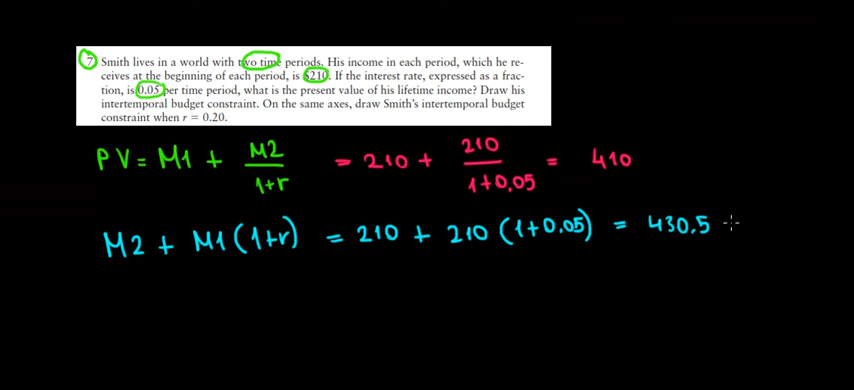 7 Smith lives in a world with two time periods. His income in each period, which he re-
ceives at the beginning of each period, is $210. If the interest rate, expressed as a frac-
tion, is 0.05 per time period, what is the present value of his lifetime income? Draw his
intertemporal budget constraint. On the same axes, draw Smith's intertemporal budget
constraint when r = 0.20.
PV = M1 + M2/1+r = 210 + 210/1+0,05 = 410
M2 + M1(1+r) = 210 + 210 (1+0.05) = 430.5